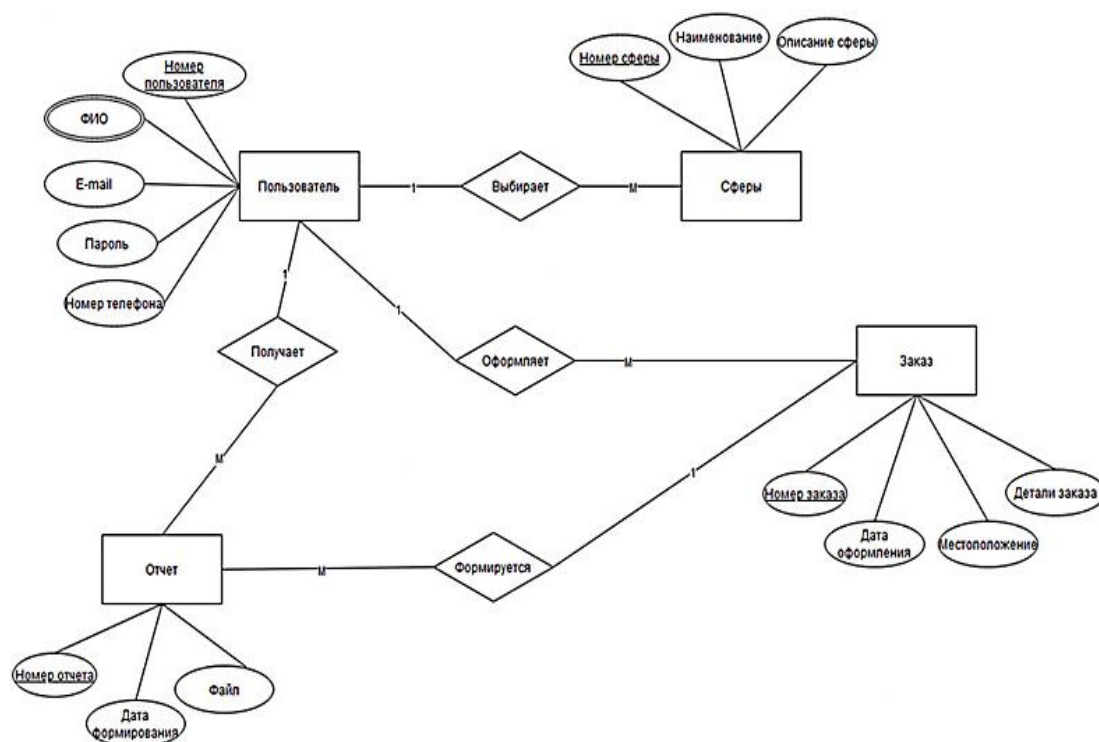 Номер
пользователя
ФИО
E-mail
Пароль
Номер телефона
Пользователь
1
Выбирает
М
Сферы
Номер сферы
Наименование
Описание сферы
1
Получает
М
1
Оформляет
М
Заказ
Номер заказа
Дата
оформления
Местоположение
Детали заказа
1
Формируется
М
Отчет
Номер отчета
Дата
формирования
Файл